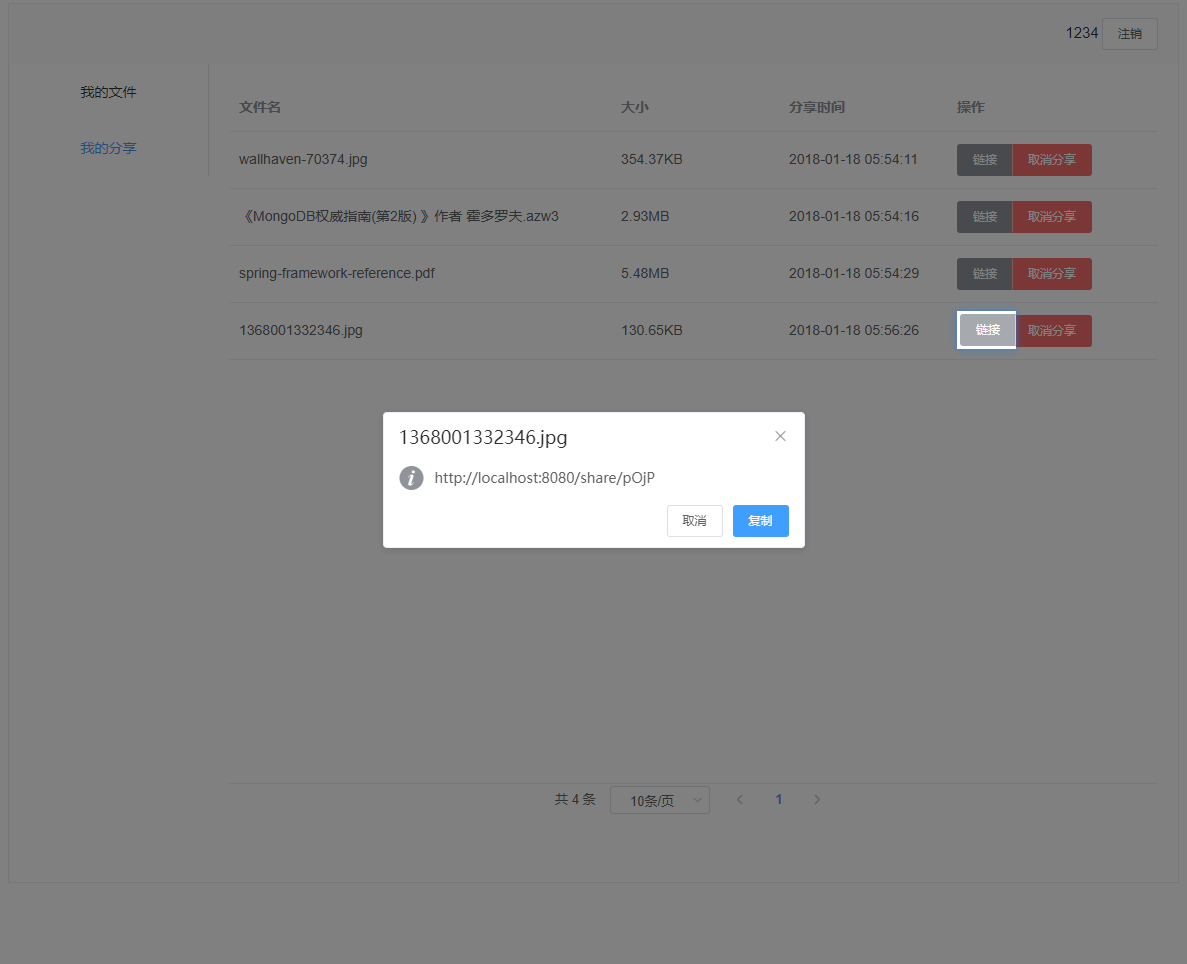 1234 注销
我的文件
我的分享
文件名 大小 分享时间 操作
wallhaven-70374.jpg 354.37KB 2018-01-18 05:54:11 链接 取消分享
《MongoDB权威指南(第2版) 》作者 霍多罗夫.azw3 2.93MB 2018-01-18 05:54:16 链接 取消分享
spring-framework-reference.pdf 5.48MB 2018-01-18 05:54:29 链接 取消分享
1368001332346.jpg 130.65KB 2018-01-18 05:56:26 链接 取消分享
1368001332346.jpg
http://localhost:8080/share/pOjP
取消 复制
共 4 条 10条/页 1